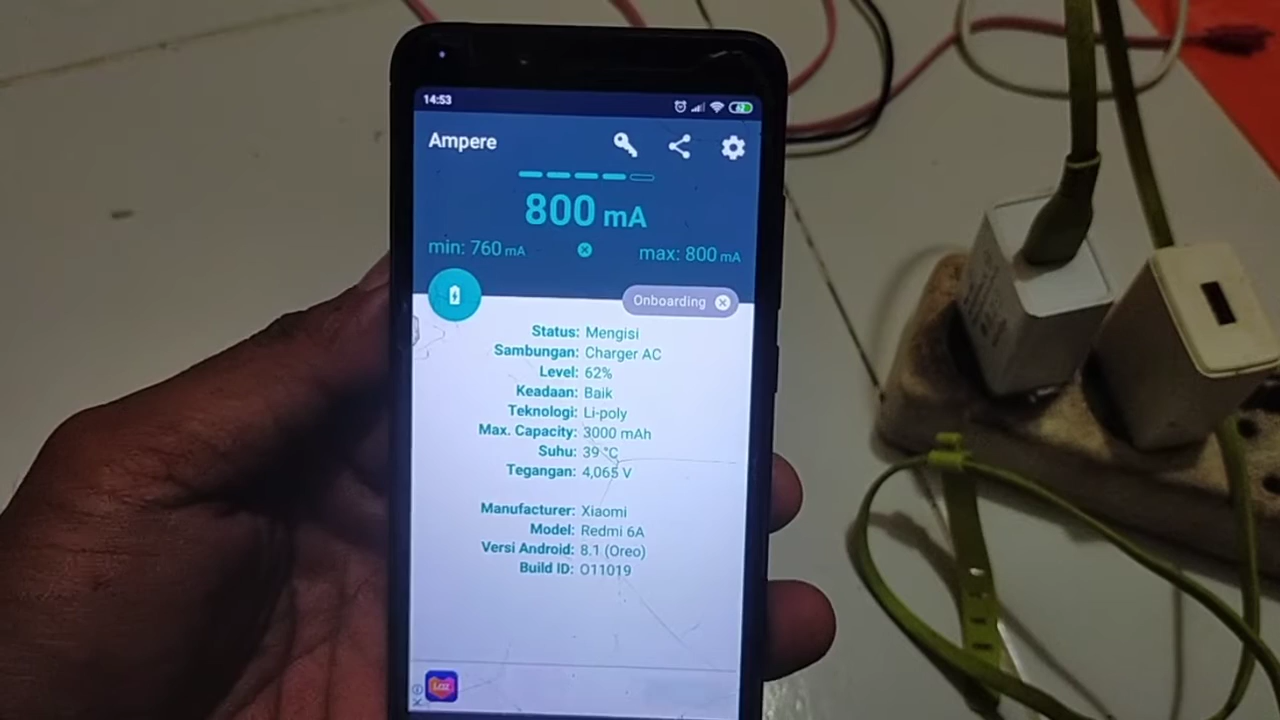 14:53
62
Ampere
800 mA
min: 760 mA
max: 800 mA
Onboarding
Status: Mengisi
Sambungan: Charger AC
Level: 62%
Keadaan: Baik
Teknologi: Li-poly
Max. Capacity: 3000 mAh
Suhu: 39 °C
Tegangan: 4,065 V
Manufacturer: Xiaomi
Model: Redmi 6A
Versi Android: 8.1 (Oreo)
Build ID: O11019
Laz